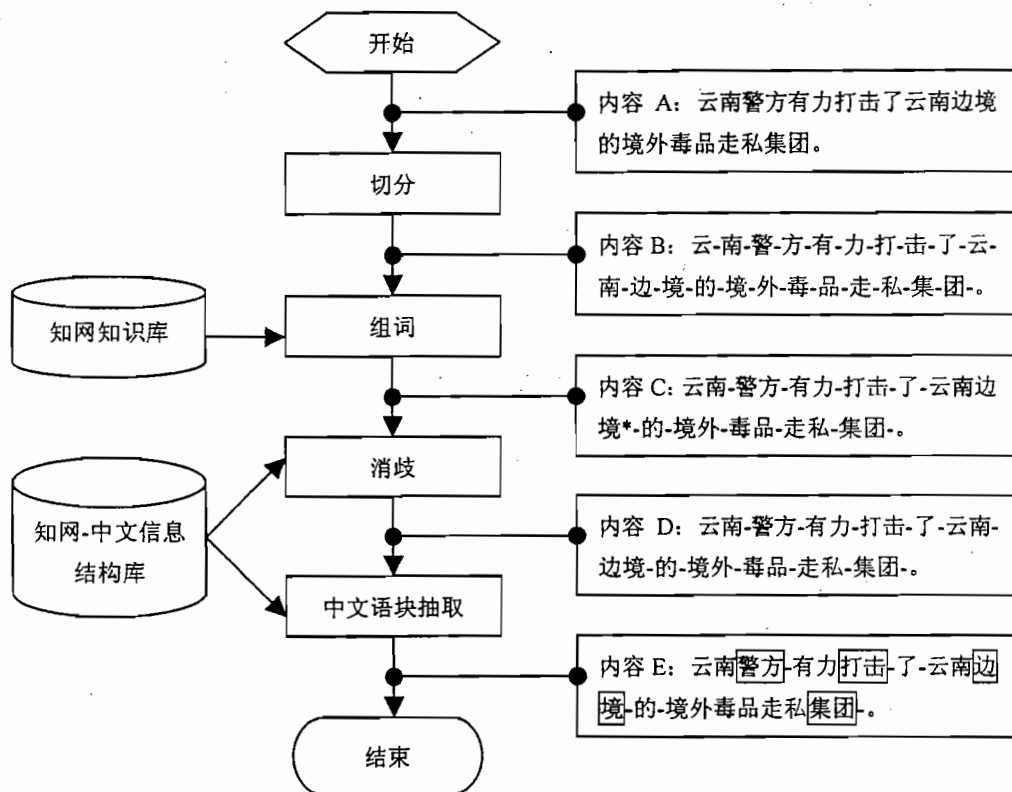 开始
内容 A：云南警方有力打击了云南边境
的境外毒品走私集团。
切分
内容 B：云-南-警-方-有-力-打-击-了-云-
南-边-境-的-境-外-毒-品-走-私-集-团-。
知网知识库
组词
内容 C：云南-警方-有力-打击-了-云南边
境*-的-境外-毒品-走私-集团-。
消歧
知网-中文信息
结构库
内容 D：云南-警方-有力-打击-了-云南-
边境-的-境外-毒品-走私-集团-。
中文语块抽取
内容 E：云南警方-有力打击-了-云南边
境-的-境外毒品走私集团-。
结束